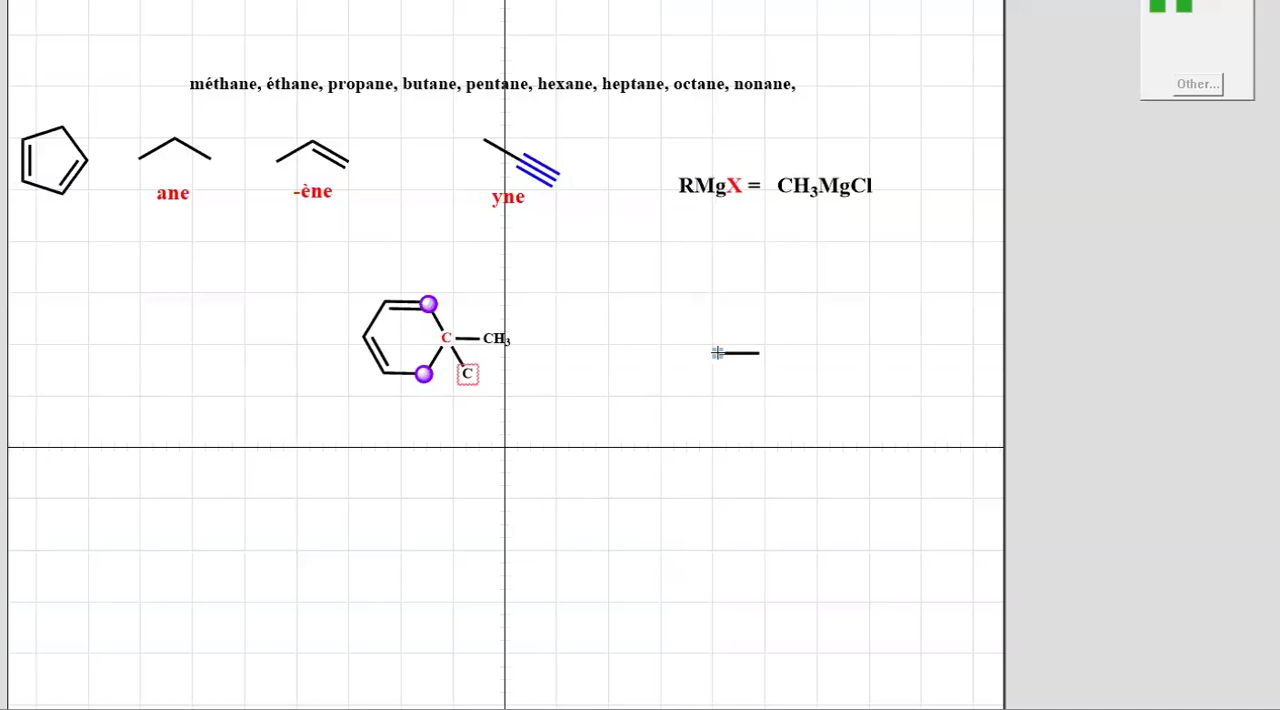 Other...
méthane, éthane, propane, butane, pentane, hexane, heptane, octane, nonane,
RMgX = CH₃MgCl
ane
-ène
yne
C
CH₃
C